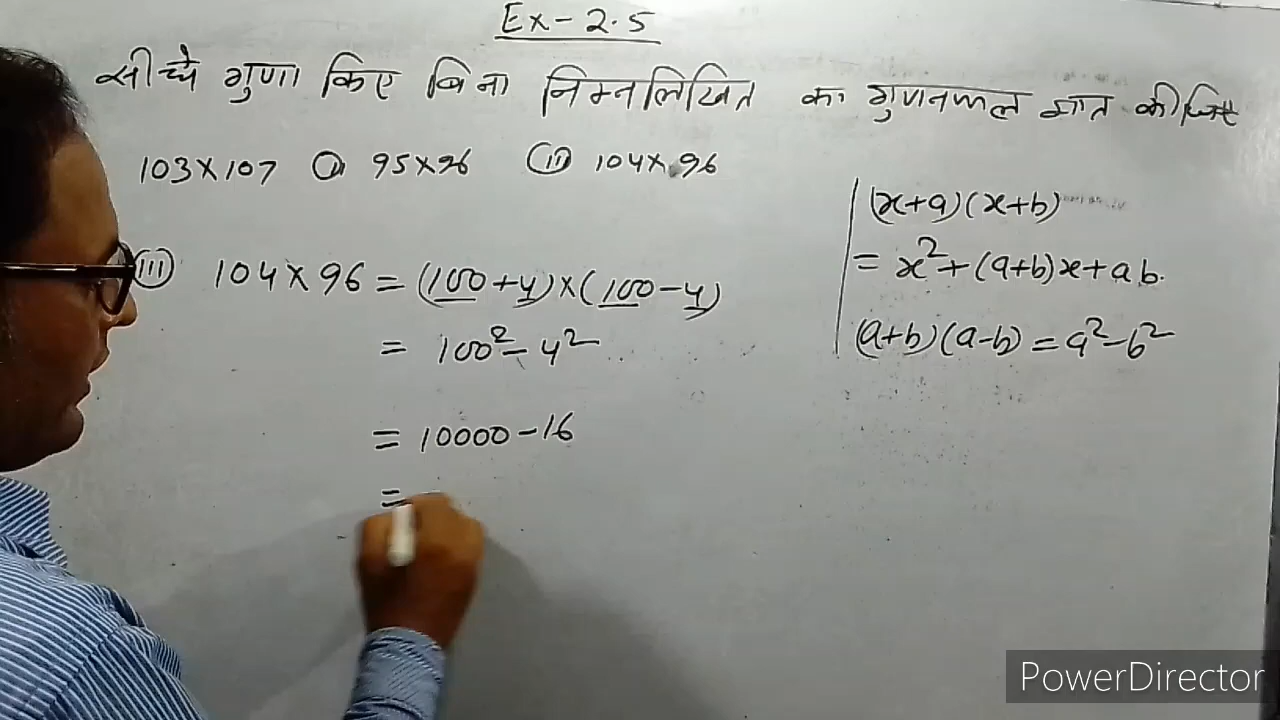 Ex-2.5
सीधे गुणा किए बिना निम्नलिखित का गुणनफल ज्ञात कीजिए
103×107 ⅱ 95×96 ⅲ 104×96
(x+a)(x+b)
= x²+(a+b)x+ab.
(a+b)(a-b)=a²-b²
ⅲ 104×96=(100+4)×(100-4)
= 100²-4²
= 10000-16
=
PowerDirector